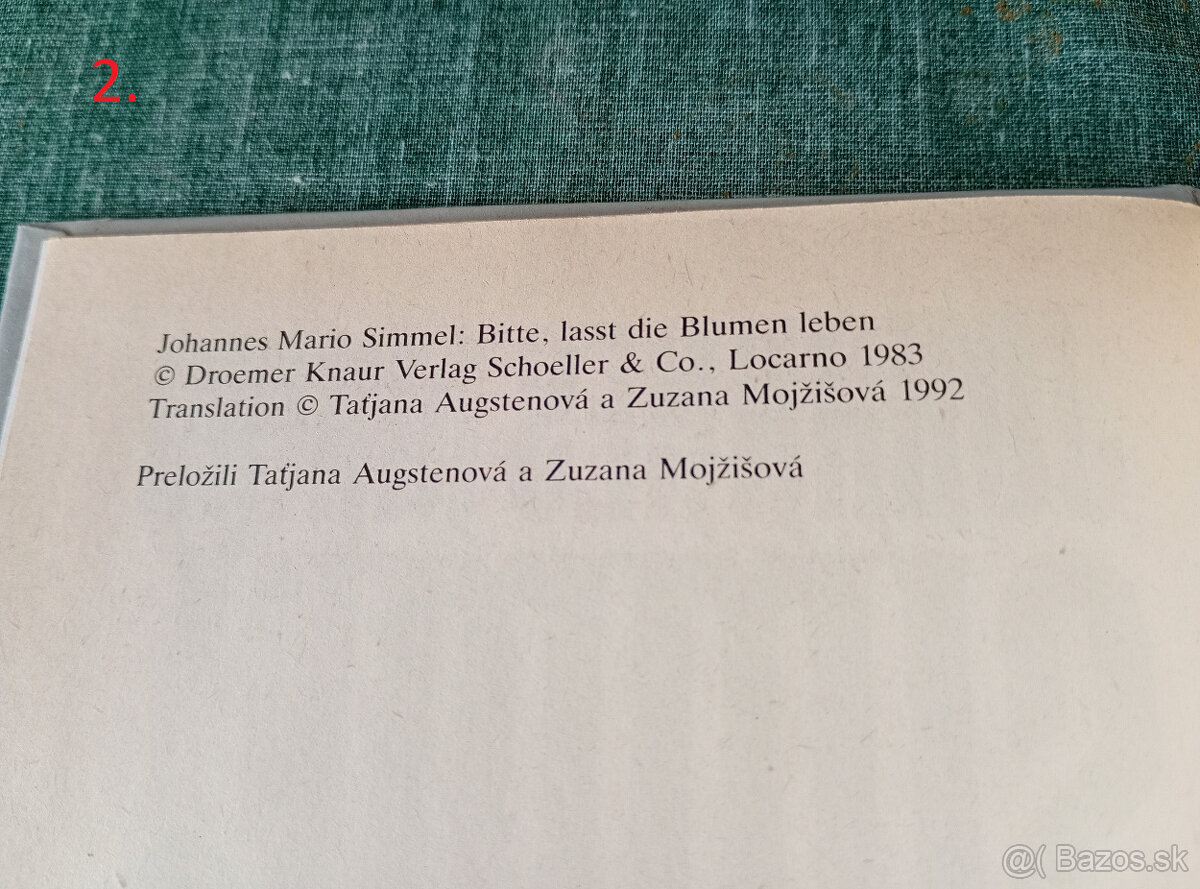 2.
Johannes Mario Simmel: Bitte, lasst die Blumen leben
© Droemer Knaur Verlag Schoeller & Co., Locarno 1983
Translation © Taťjana Augstenová a Zuzana Mojžišová 1992
Preložili Taťjana Augstenová a Zuzana Mojžišová
@( Bazos.sk